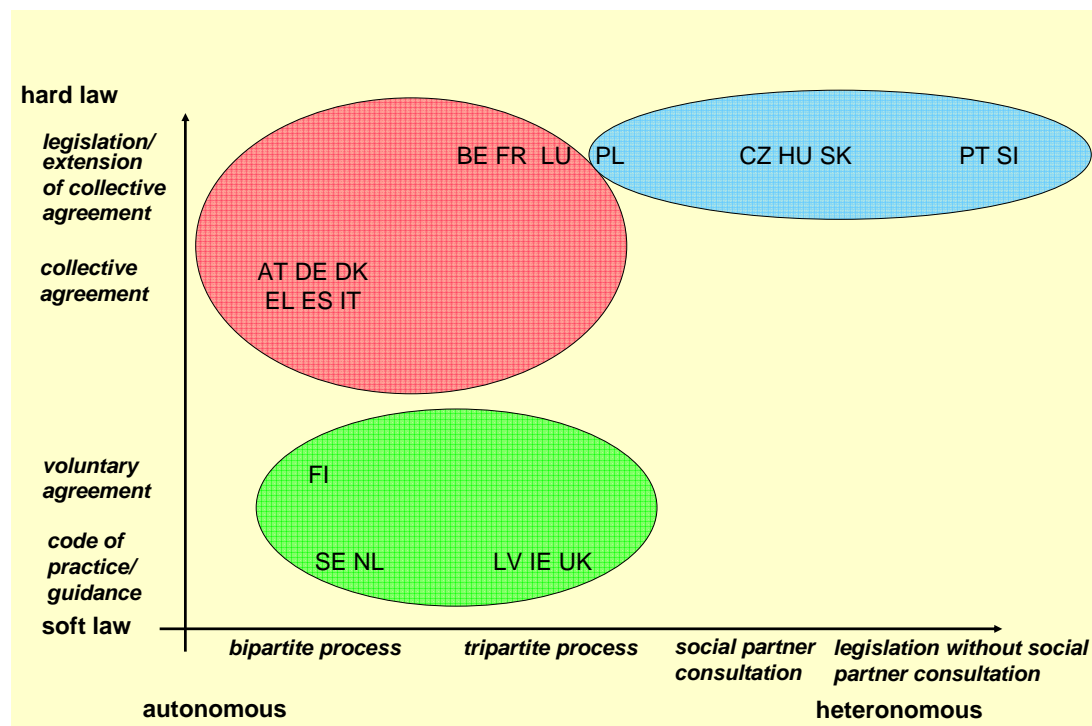 hard law
legislation/
extension
of collective
agreement
BE FR LU PL CZ HU SK PT SI
collective
agreement
AT DE DK
EL ES IT
voluntary
agreement
FI
code of
practice/
guidance
SE NL LV IE UK
soft law
bipartite process tripartite process social partner legislation without social
consultation partner consultation
autonomous heteronomous